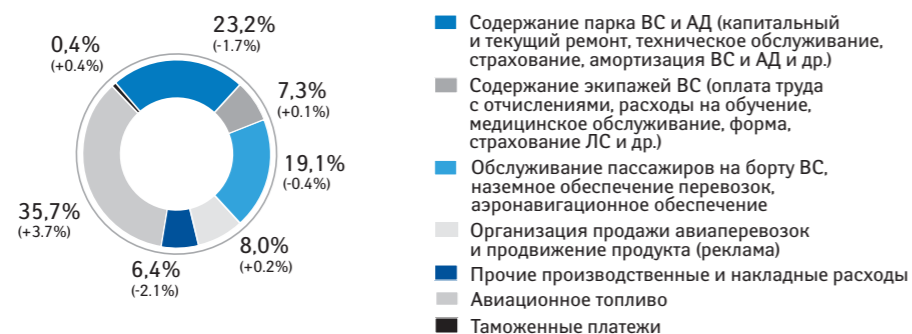 23,2%
(-1.7%)
0,4%
(+0.4%)
7,3%
(+0.1%)
19,1%
(-0.4%)
35,7%
(+3.7%)
8,0%
(+0.2%)
6,4%
(-2.1%)
Содержание парка ВС и АД (капитальный
и текущий ремонт, техническое обслуживание,
страхование, амортизация ВС и АД и др.)
Содержание экипажей ВС (оплата труда
с отчислениями, расходы на обучение,
медицинское обслуживание, форма,
страхование ЛС и др.)
Обслуживание пассажиров на борту ВС,
наземное обеспечение перевозок,
аэронавигационное обеспечение
Организация продажи авиаперевозок
и продвижение продукта (реклама)
Прочие производственные и накладные расходы
Авиационное топливо
Таможенные платежи